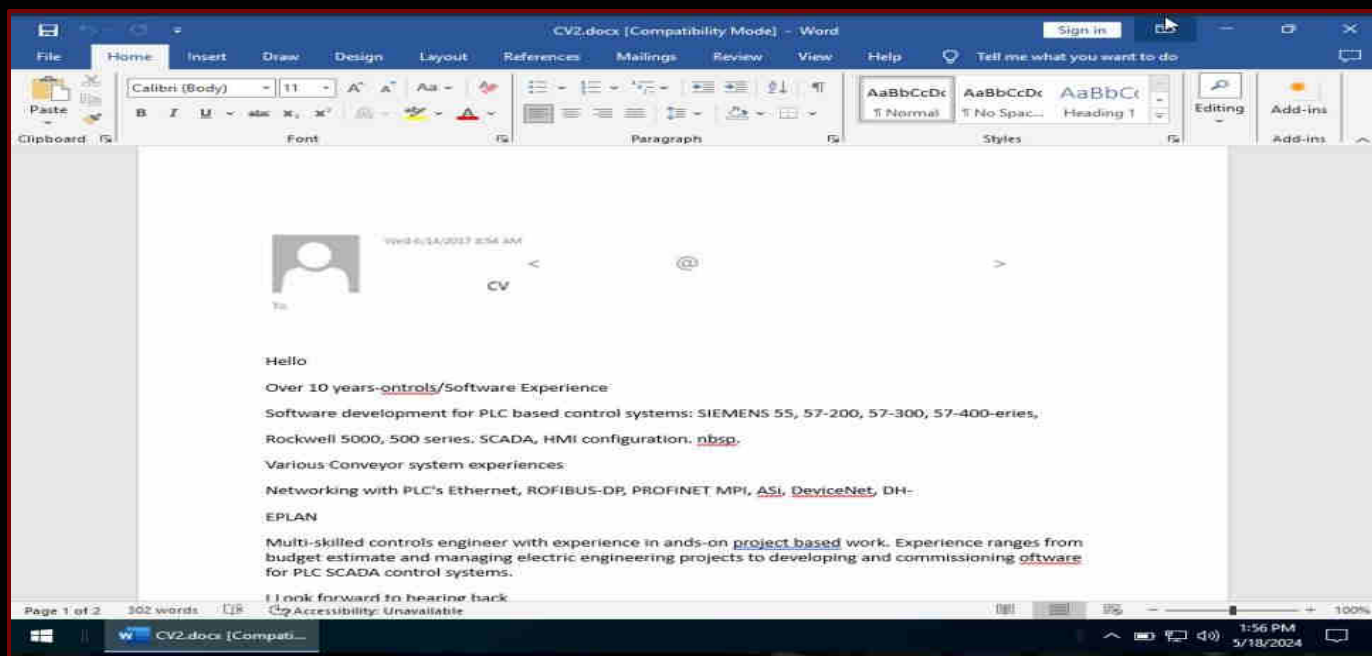 CV2.docx [Compatibility Mode] - Word
Sign in
File Home Insert Draw Design Layout References Mailings Review View Help Tell me what you want to do
Paste
Calibri (Body) 11 A A Aa
B I U abc x, x² A
AaBbCcDc AaBbCcDc AaBbCc
¶ Normal ¶ No Spac... Heading 1
Editing
Add-ins
Clipboard Font Paragraph Styles Add-ins
Wed 6/14/2017 8:54 AM
< @ >
CV
To
Hello
Over 10 years-ontrols/Software Experience
Software development for PLC based control systems: SIEMENS 55, 57-200, 57-300, 57-400-eries,
Rockwell 5000, 500 series. SCADA, HMI configuration. nbsp.
Various Conveyor system experiences
Networking with PLC's Ethernet, ROFIBUS-DP, PROFINET MPI, ASi, DeviceNet, DH-
EPLAN
Multi-skilled controls engineer with experience in ands-on project based work. Experience ranges from
budget estimate and managing electric engineering projects to developing and commissioning oftware
for PLC SCADA control systems.
I Look forward to hearing back
Page 1 of 2 302 words Accessibility: Unavailable 100%
CV2.docx [Compati...
1:56 PM
5/18/2024